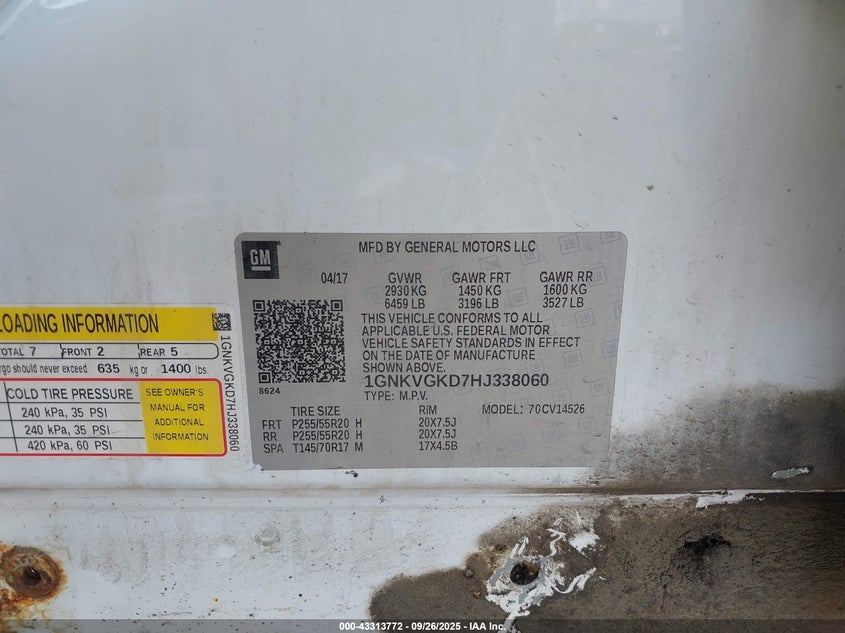 GM
MFD BY GENERAL MOTORS LLC
04/17 GVWR GAWR FRT GAWR RR
2930 KG 1450 KG 1600 KG
6459 LB 3196 LB 3527 LB
THIS VEHICLE CONFORMS TO ALL
APPLICABLE U.S. FEDERAL MOTOR
VEHICLE SAFETY STANDARDS IN EFFECT
ON THE DATE OF MANUFACTURE
SHOWN ABOVE.
1GNKVGKD7HJ338060
8624
TYPE: M.P.V.
TIRE SIZE RIM MODEL: 70CV14526
FRT P255/55R20 H 20X7.5J
RR P255/55R20 H 20X7.5J
SPA T145/70R17 M 17X4.5B
LOADING INFORMATION
TOTAL 7 FRONT 2 REAR 5
should never exceed 635 kg or 1400 lbs.
COLD TIRE PRESSURE
240 kPa, 35 PSI
240 kPa, 35 PSI
420 kPa, 60 PSI
SEE OWNER'S
MANUAL FOR
ADDITIONAL
INFORMATION
1GNKVGKD7HJ338060
000-43313772 — 09/26/2025 — IAA Inc.